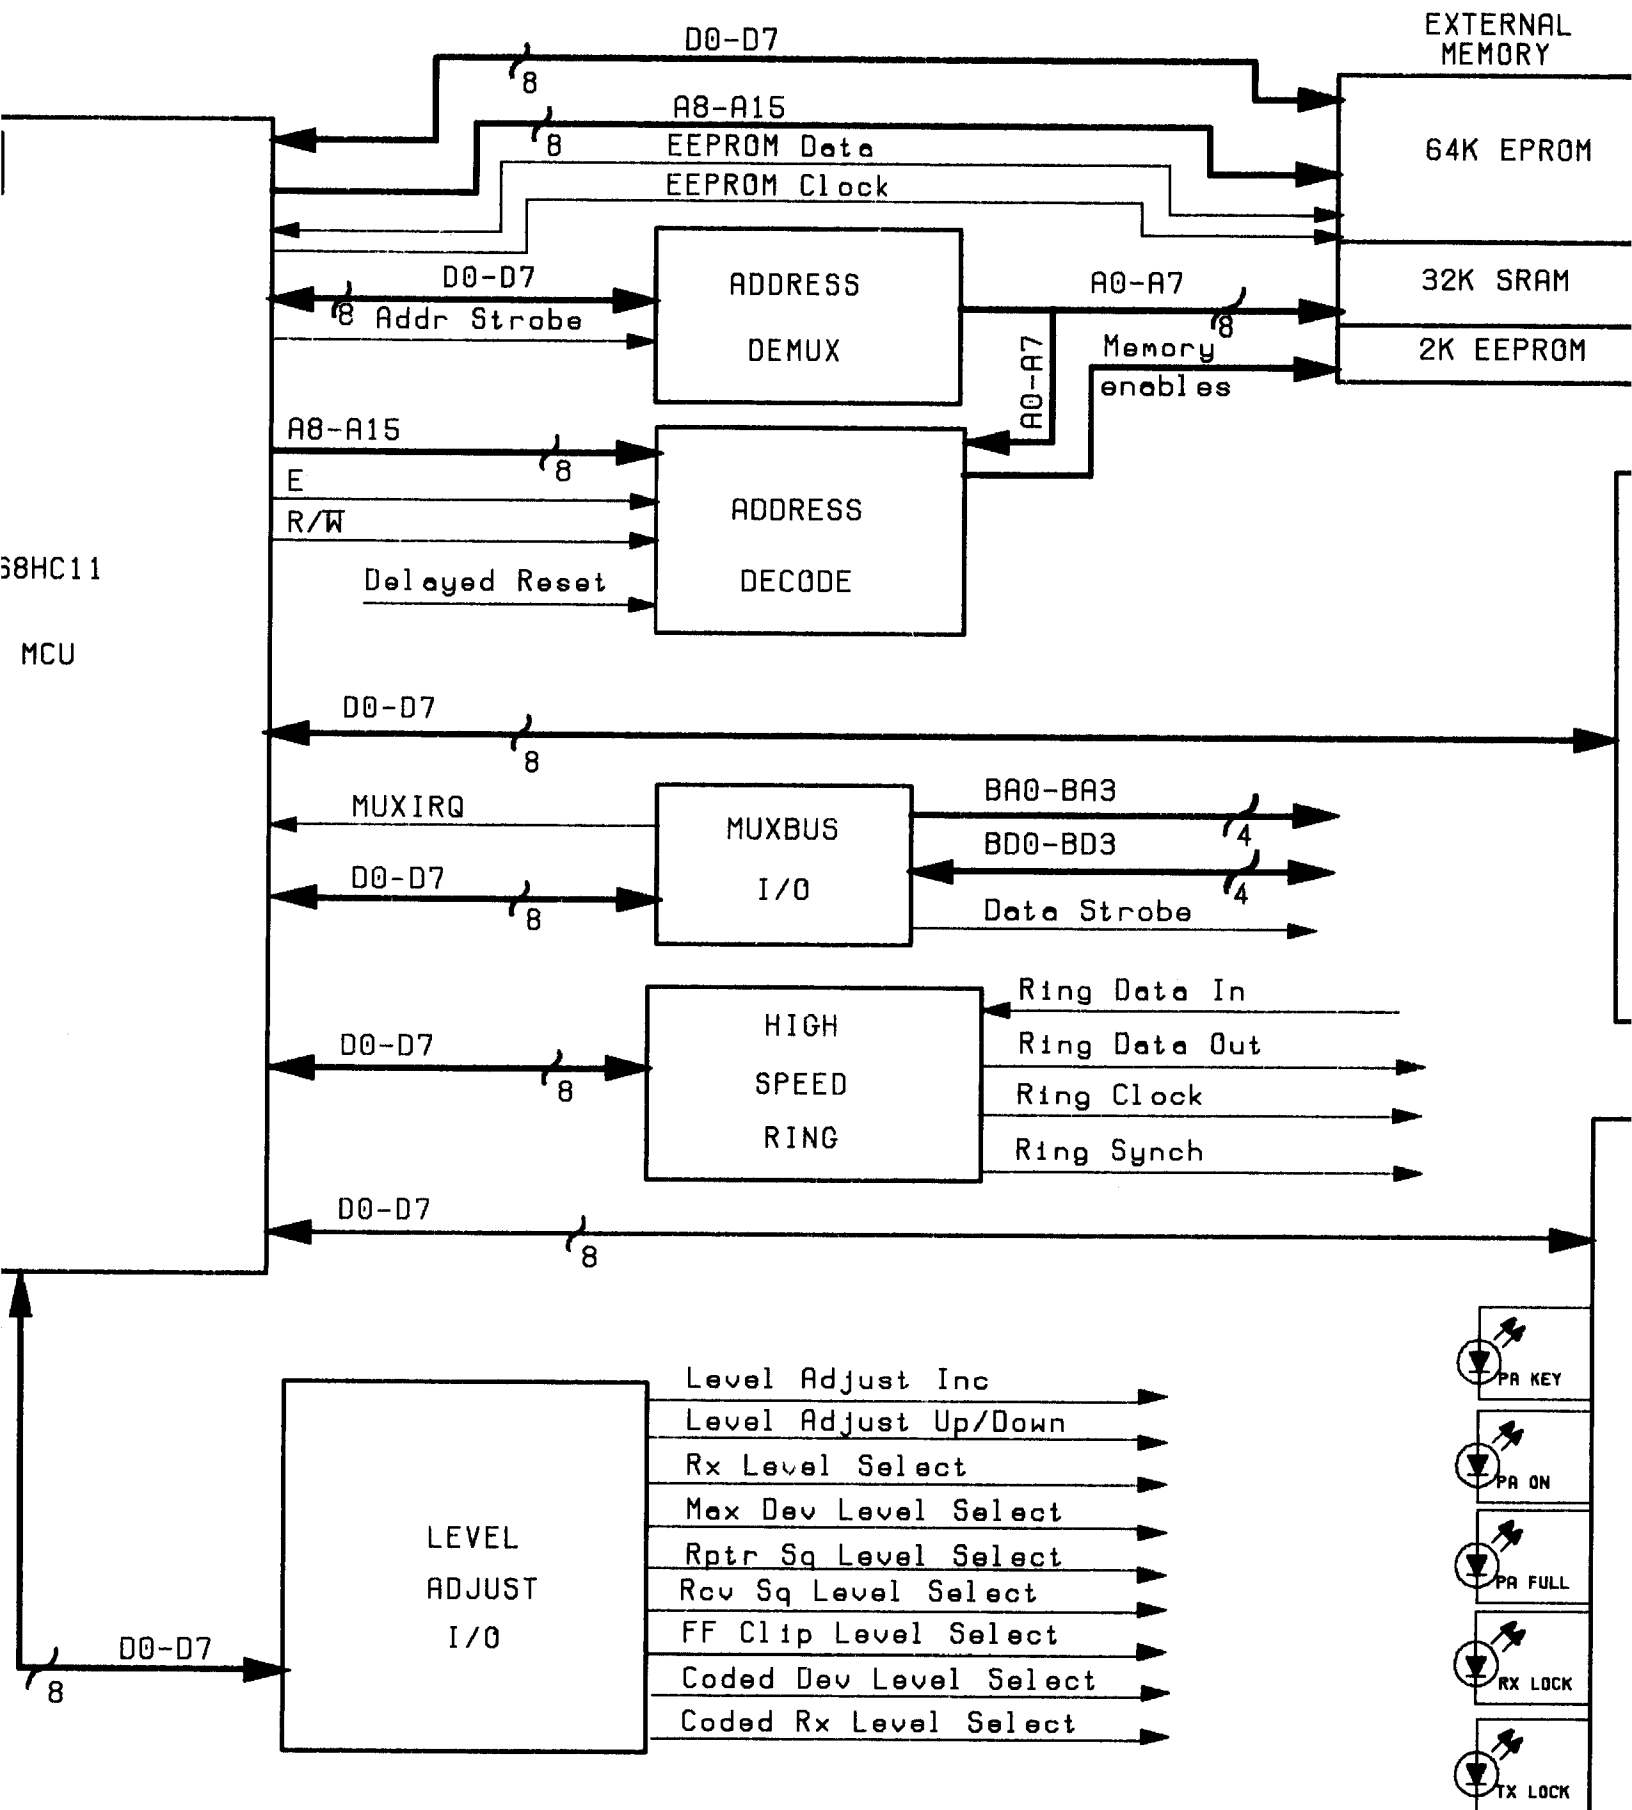 EXTERNAL
MEMORY
D0-D7
8
A8-A15
8
64K EPROM
EEPROM Data
EEPROM Clock
D0-D7
8
Addr Strobe
ADDRESS
DEMUX
A0-A7
8
32K SRAM
2K EEPROM
A0-A7
Memory
enables
A8-A15
8
E
R/W̅
Delayed Reset
ADDRESS
DECODE
68HC11
MCU
D0-D7
8
MUXIRQ
D0-D7
8
MUXBUS
I/O
BA0-BA3
4
BD0-BD3
4
Data Strobe
D0-D7
8
HIGH
SPEED
RING
Ring Data In
Ring Data Out
Ring Clock
Ring Synch
D0-D7
8
D0-D7
8
LEVEL
ADJUST
I/O
Level Adjust Inc
Level Adjust Up/Down
Rx Level Select
Max Dev Level Select
Rptr Sq Level Select
Rcv Sq Level Select
FF Clip Level Select
Coded Dev Level Select
Coded Rx Level Select
PA KEY
PA ON
PA FULL
RX LOCK
TX LOCK